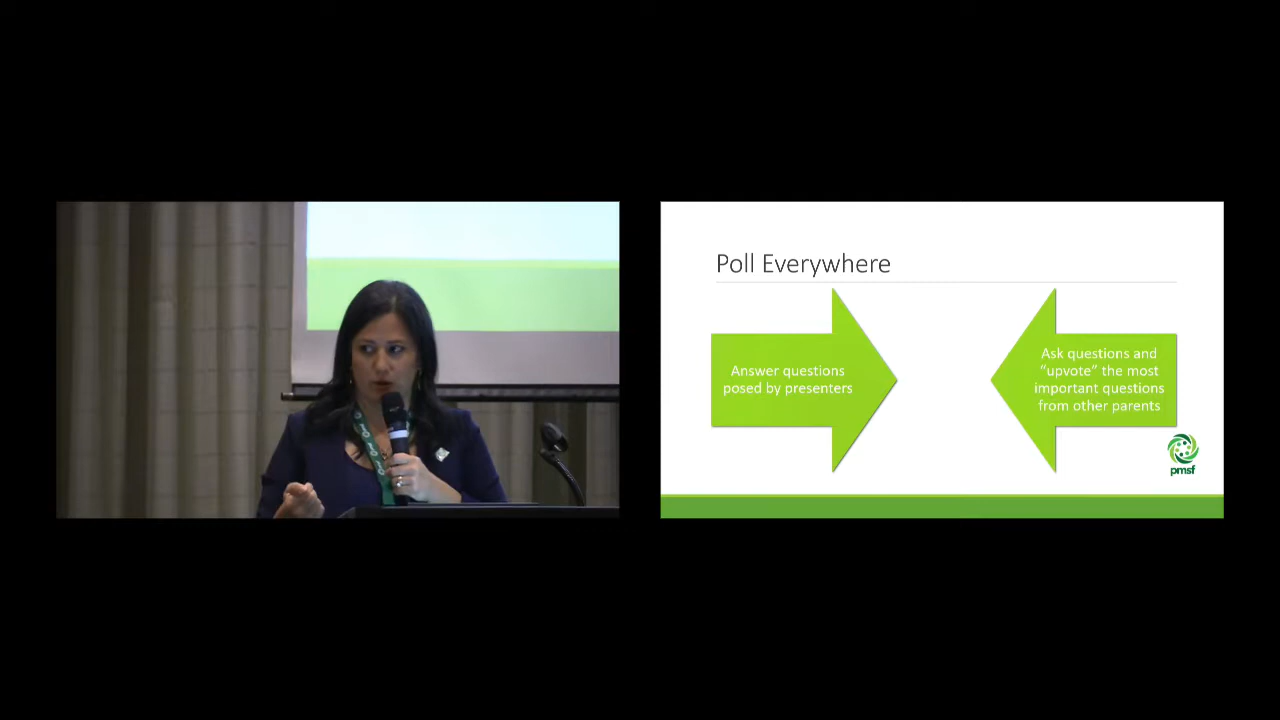 Poll Everywhere
Answer questions
posed by presenters
Ask questions and
“upvote” the most
important questions
from other parents
pmsf